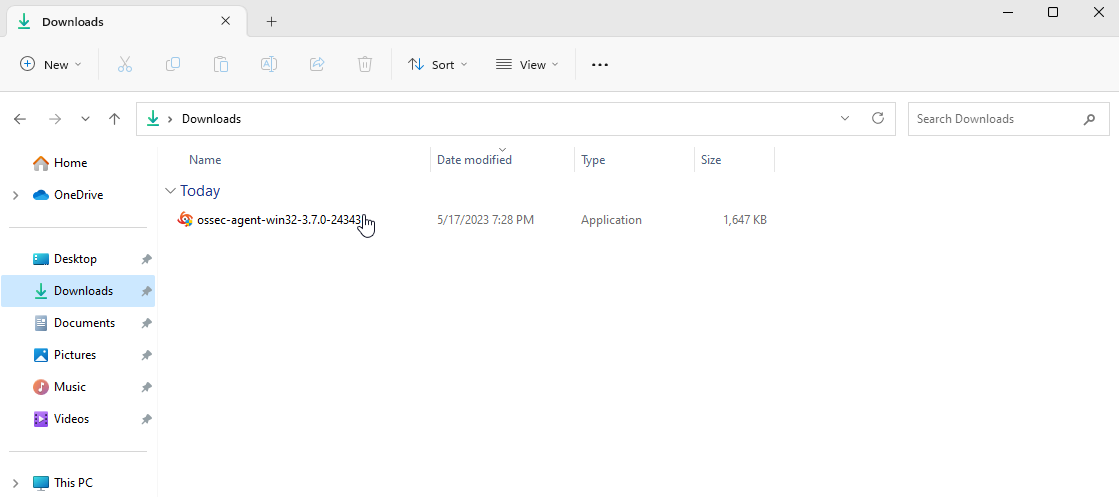 Downloads
New
Sort
View
Downloads
Search Downloads
Home
OneDrive
Desktop
Downloads
Documents
Pictures
Music
Videos
This PC
Name Date modified Type Size
Today
ossec-agent-win32-3.7.0-24343 5/17/2023 7:28 PM Application 1,647 KB